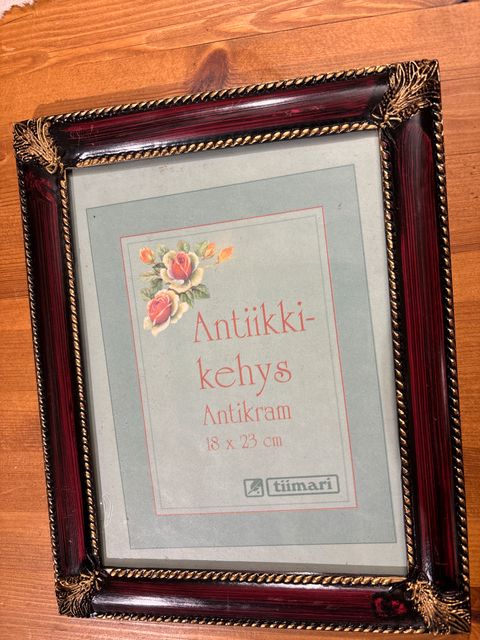 Antiikki-
kehys
Antikram
18 x 23 cm
tiimari